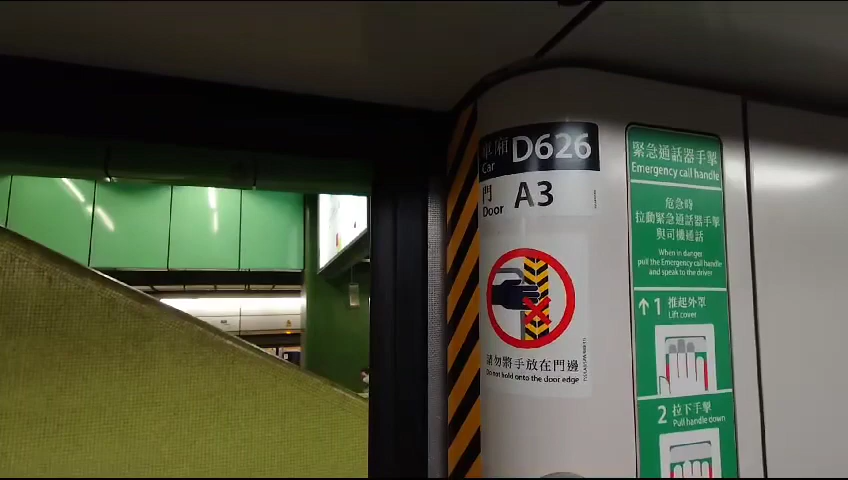 車廂
Car
D626
門
Door
A3
請勿將手放在門邊
Do not hold onto the door edge
緊急通話器手掣
Emergency call handle
危急時
拉動緊急通話器手掣
與司機通話
When in danger
pull the Emergency call handle
and speak to the driver
1 推起外罩
Lift cover
2 拉下手掣
Pull handle down